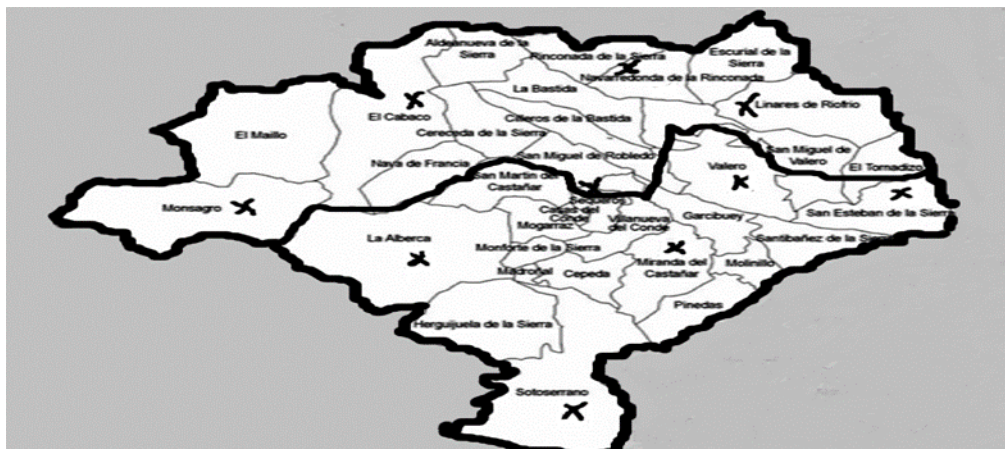 Aldeanueva de la
Sierra
Rinconada de la Sierra
Escurial de la
Sierra
Navarredonda de la Rinconada
La Bastida
Linares de Riofrío
El Cabaco
Cilleros de la Bastida
El Maillo
Cereceda de la Sierra
San Miguel de
Valero
San Miguel de Robledo
Nava de Francia
Valero
El Tornadizo
San Martín del
Castañar
Sequeros
Monsagro
Casas del
Conde
Villanueva
del Conde
Garcibuey
San Esteban de la Sierra
Mogarraz
La Alberca
Santibañez de la Sierra
Monforte de la Sierra
Miranda del
Castañar
Molinillo
Madroñal
Cepeda
Pinedas
Herguijuela de la Sierra
Sotoserrano